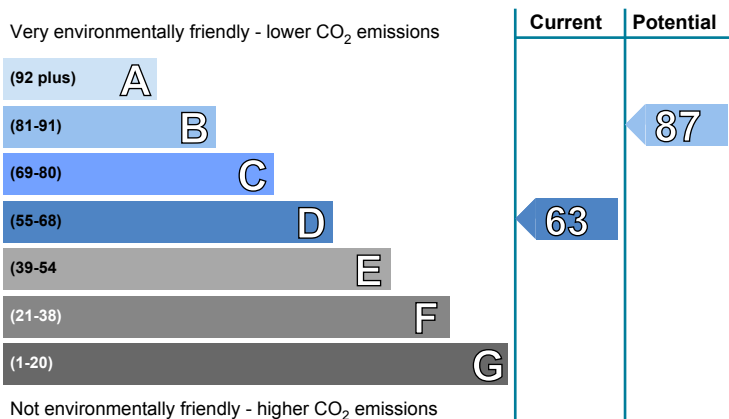 Very environmentally friendly - lower CO₂ emissions
Current Potential
(92 plus) A
(81-91) B
87
(69-80) C
(55-68) D
63
(39-54 E
(21-38) F
(1-20) G
Not environmentally friendly - higher CO₂ emissions